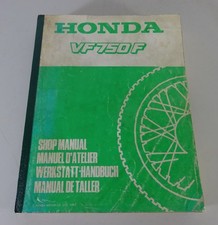 HONDA
VF750F
SHOP MANUAL
MANUEL D'ATELIER
WERKSTATT-HANDBUCH
MANUAL DE TALLER